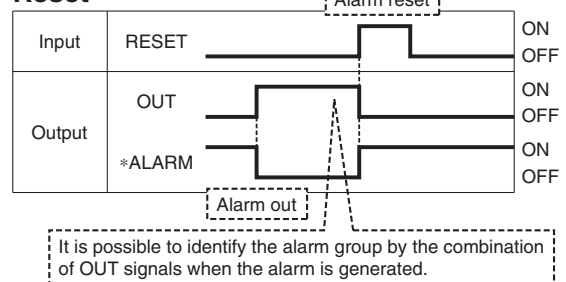 Reset
Alarm reset
Input RESET ON
OFF
Output OUT ON
OFF
*ALARM ON
OFF
Alarm out
It is possible to identify the alarm group by the combination
of OUT signals when the alarm is generated.